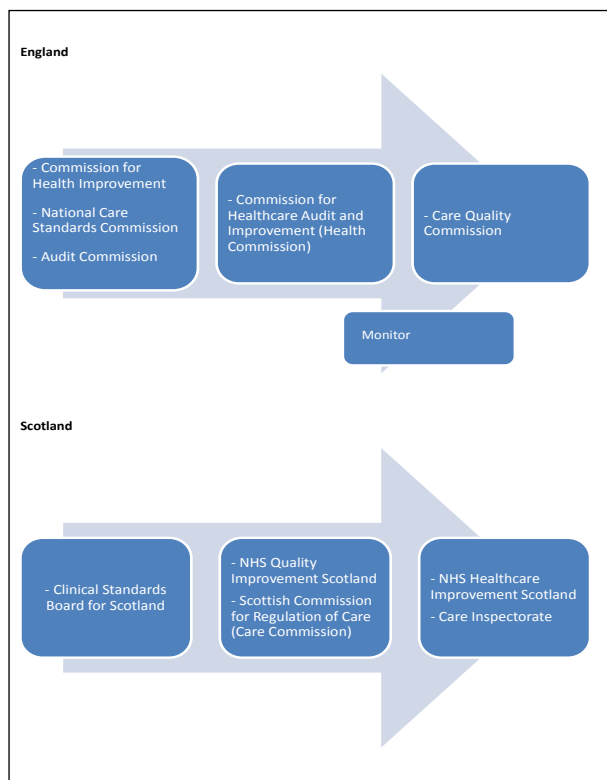 England
- Commission for
Health Improvement
- National Care
Standards Commission
- Audit Commission
- Commission for
Healthcare Audit and
Improvement (Health
Commission)
- Care Quality
Commission
Monitor
Scotland
- Clinical Standards
Board for Scotland
- NHS Quality
Improvement Scotland
- Scottish Commission
for Regulation of Care
(Care Commission)
- NHS Healthcare
Improvement Scotland
- Care Inspectorate